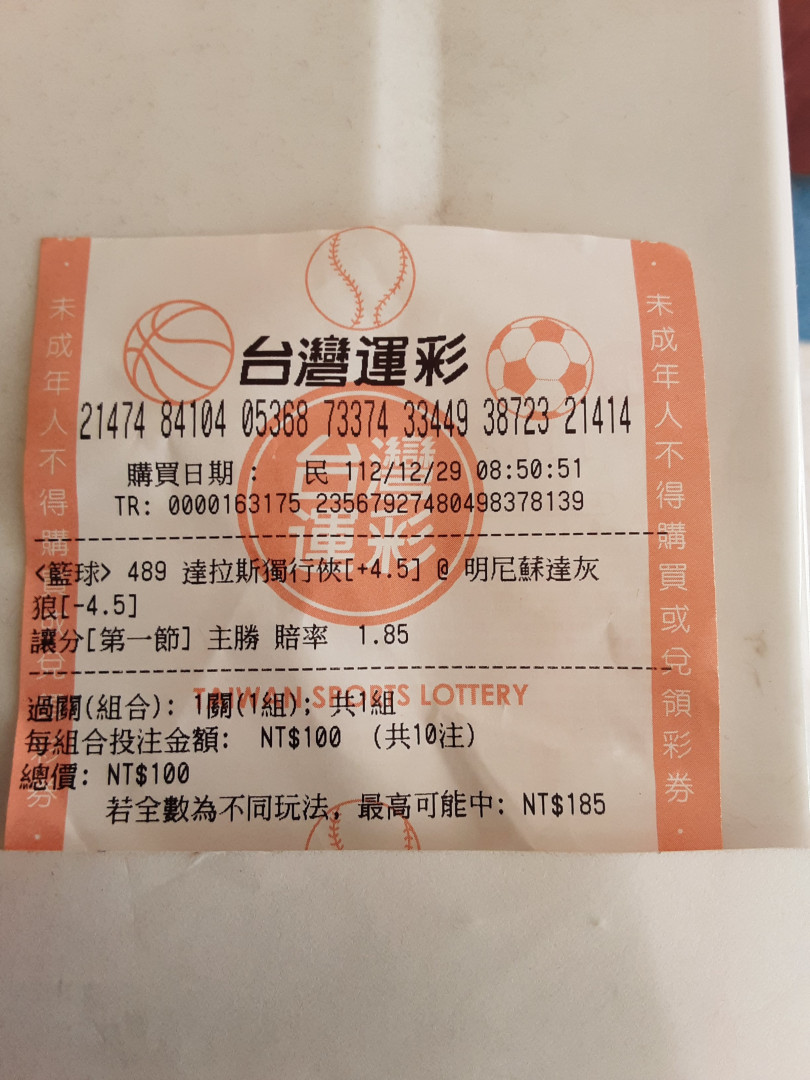 台灣運彩
21474 84104 05368 73374 33449 38723 21414
購買日期: 民 112/12/29 08:50:51
TR: 0000163175 235679274804983​78139
台灣
運彩
<籃球> 489 達拉斯獨行俠[+4.5] @ 明尼蘇達灰
狼[-4.5]
讓分[第一節] 主勝 賠率 1.85
TAIWAN SPORTS LOTTERY
過關(組合): 1關(1組); 共1組
每組合投注金額: NT$100 (共10注)
總價: NT$100
若全數為不同玩法, 最高可能中: NT$185
未成年人不得購買或兌領彩券
未成年人不得購買或兌領彩券